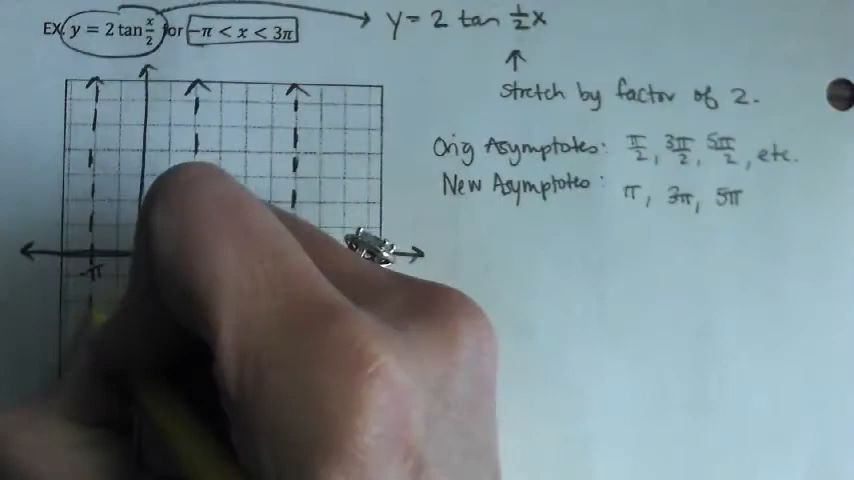 EX. y = 2 tan x/2 for -π < x < 3π
y = 2 tan 1/2 x
stretch by factor of 2.
Orig Asymptotes: π/2, 3π/2, 5π/2, etc.
New Asymptotes: π, 3π, 5π
-π